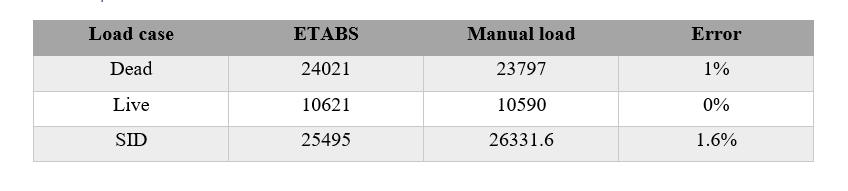 Load case ETABS Manual load Error
Dead 24021 23797 1%
Live 10621 10590 0%
SID 25495 26331.6 1.6%